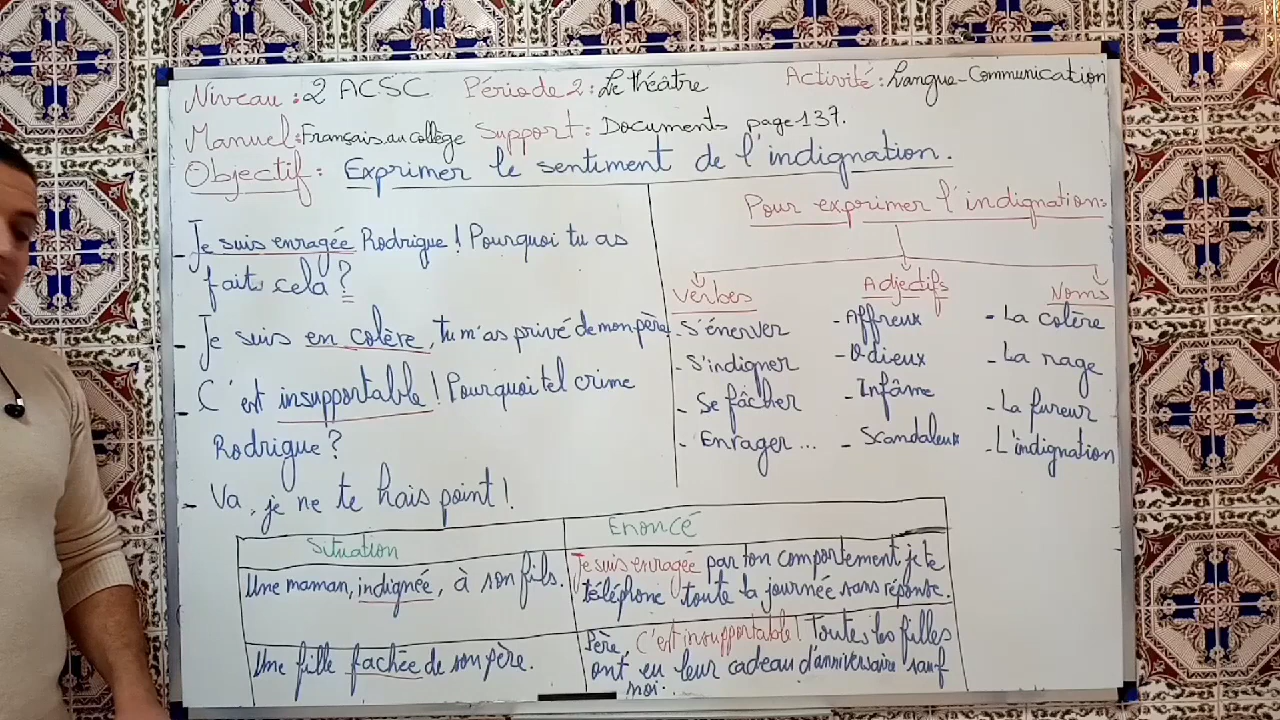 Niveau : 2 ACSC Période 2 : Le théâtre Activité : Langue-Communication
Manuel : Français au collège Support : Documents page 137.
Objectif : Exprimer le sentiment de l'indignation.
- Je suis enragée Rodrigue ! Pourquoi tu as
fait cela ?
- Je suis en colère, tu m'as privé de mon père.
- C'est insupportable ! Pourquoi tel crime
Rodrigue ?
- Va, je ne te hais point !
Pour exprimer l'indignation :
Verbes Adjectifs Noms
- S'énerver - Affreux - La colère
- S'indigner - Odieux - La rage
- Se fâcher - Infâme - La fureur
- Enrager ... - Scandaleux - L'indignation
Situation Enoncé
Une maman, indignée, à son fils.
Je suis enragée par ton comportement je te
téléphone toute la journée sans réponse.
Une fille fachée de son père.
Père, C'est insupportable ! Toutes les filles
ont eu leur cadeau d'anniversaire sauf
moi..